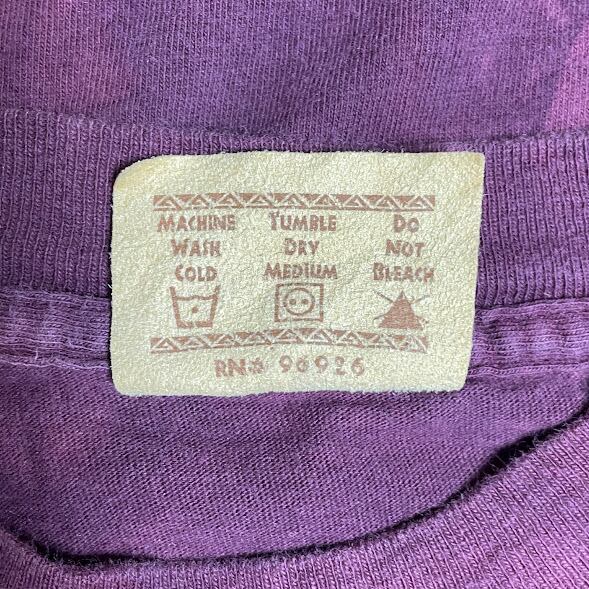 MACHINE WASH COLD
TUMBLE DRY MEDIUM
DO NOT BLEACH
RN# 96926